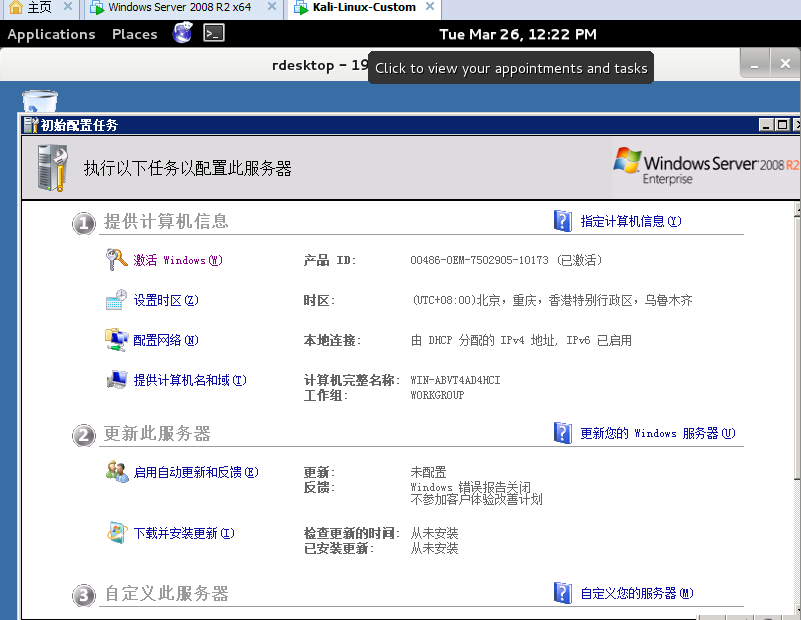 主页 Windows Server 2008 R2 x64 Kali-Linux-Custom
Applications Places Tue Mar 26, 12:22 PM
rdesktop - 19
Click to view your appointments and tasks
初始配置任务
执行以下任务以配置此服务器
Windows Server 2008 R2
Enterprise
1 提供计算机信息 指定计算机信息(Y)
激活 Windows(W) 产品 ID: 00486-OEM-7502905-10173 (已激活)
设置时区(Z) 时区: (UTC+08:00)北京，重庆，香港特别行政区，乌鲁木齐
配置网络(N) 本地连接: 由 DHCP 分配的 IPv4 地址, IPv6 已启用
提供计算机名和域(T) 计算机完整名称: WIN-ABVT4AD4HCI
工作组: WORKGROUP
2 更新此服务器 更新您的 Windows 服务器(U)
启用自动更新和反馈(E) 更新: 未配置
反馈: Windows 错误报告关闭
不参加客户体验改善计划
下载并安装更新(I) 检查更新的时间: 从未安装
已安装更新: 从未安装
3 自定义此服务器 自定义您的服务器(M)